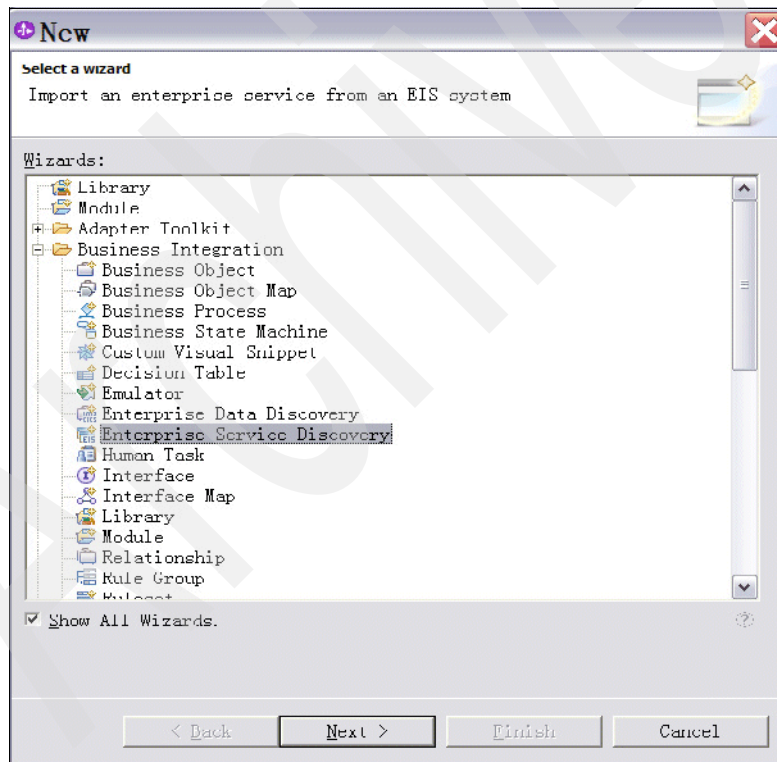 New
Select a wizard
Import an enterprise service from an EIS system
Wizards:
Library
Module
Adapter Toolkit
Business Integration
Business Object
Business Object Map
Business Process
Business State Machine
Custom Visual Snippet
Decision Table
Emulator
Enterprise Data Discovery
Enterprise Service Discovery
Human Task
Interface
Interface Map
Library
Module
Relationship
Rule Group
Ruleset
Show All Wizards.
< Back Next > Finish Cancel